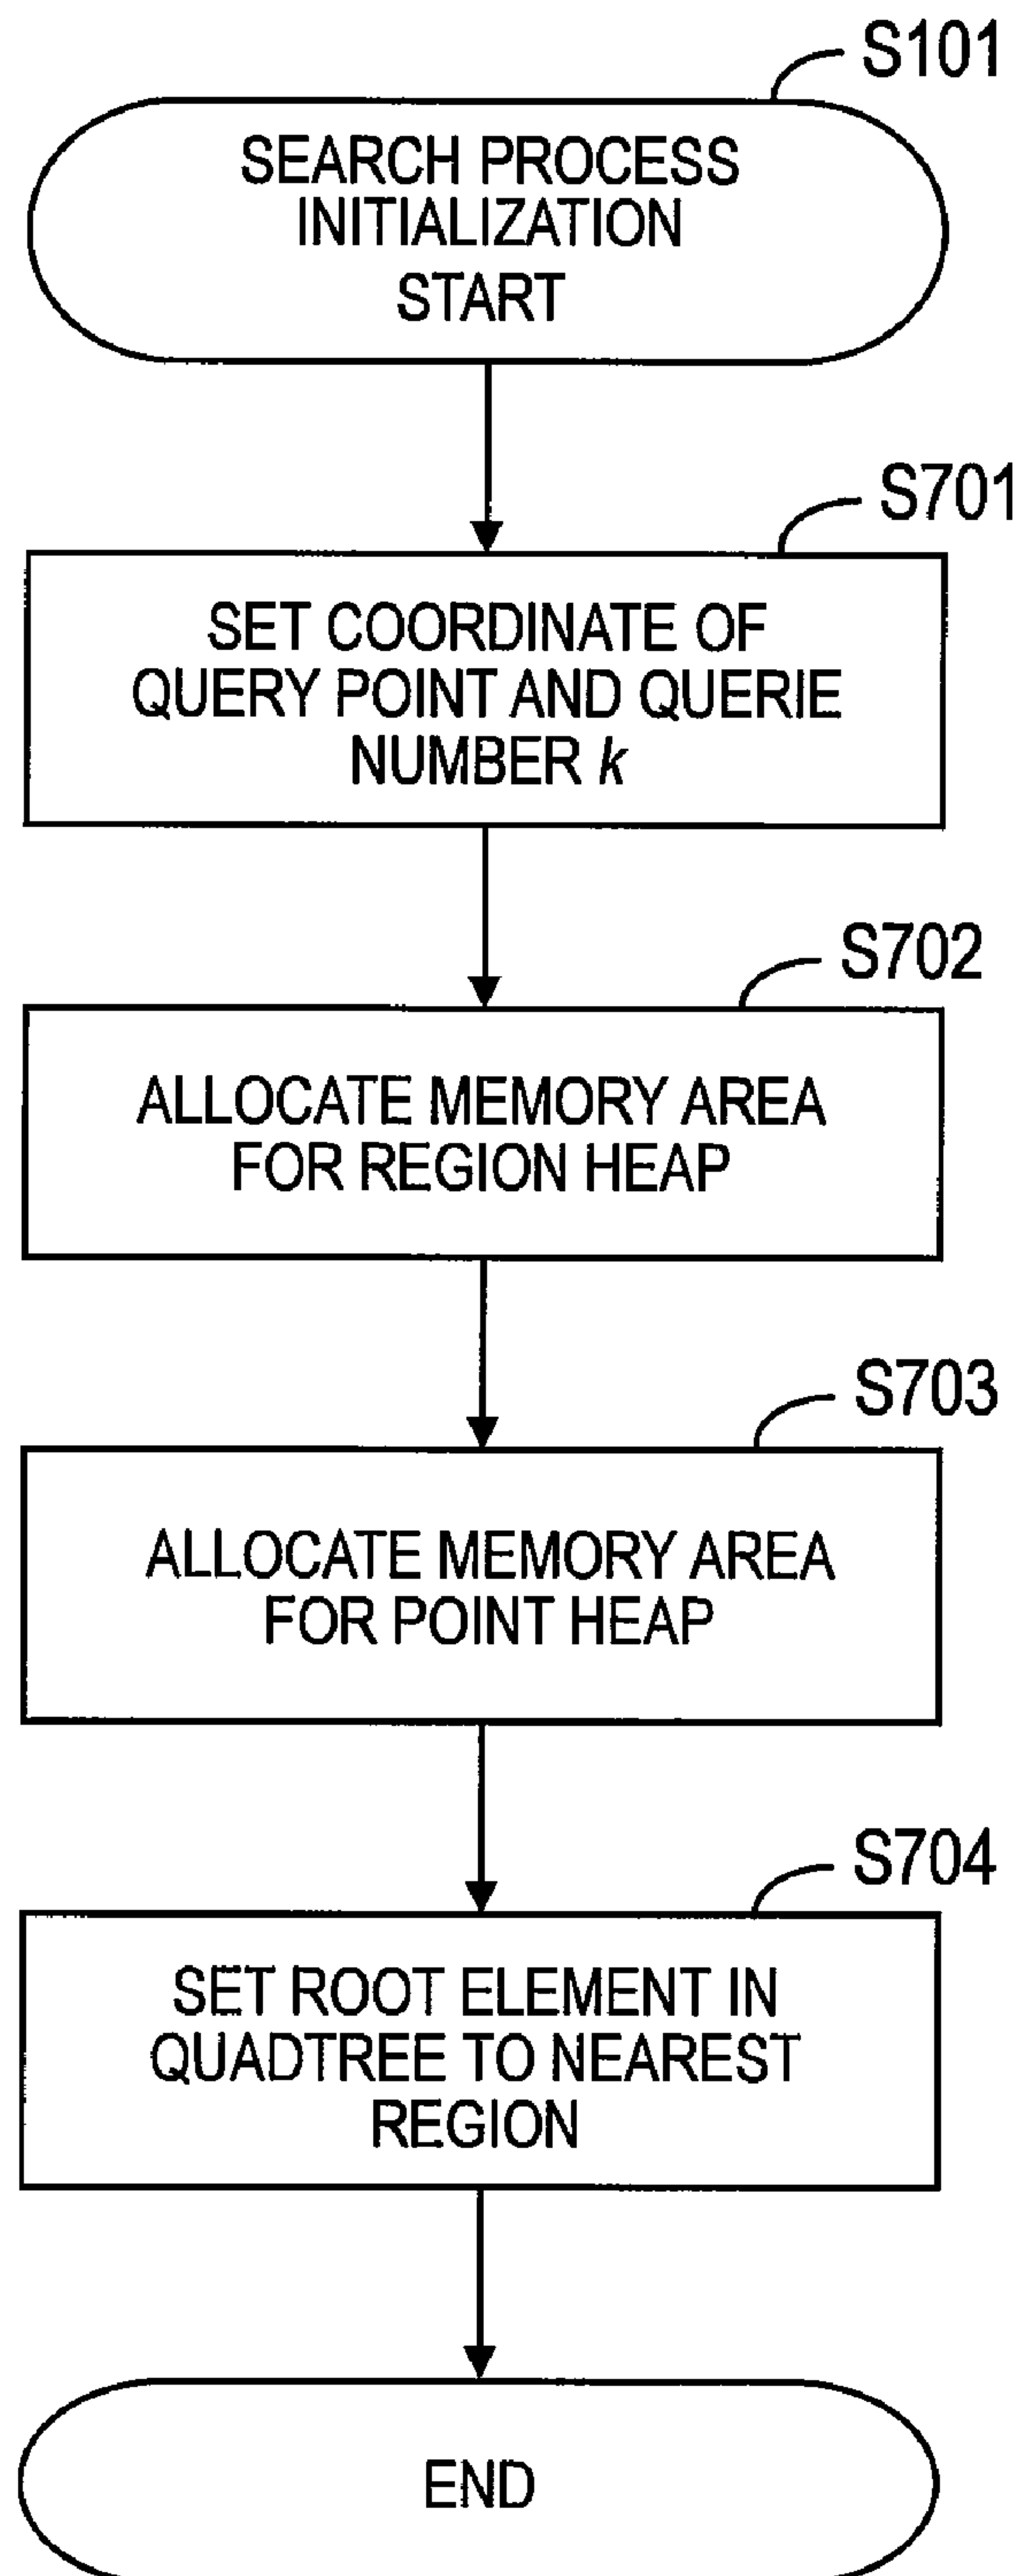 S101
SEARCH PROCESS
INITIALIZATION
START
S701
SET COORDINATE OF
QUERY POINT AND QUERIE
NUMBER k
S702
ALLOCATE MEMORY AREA
FOR REGION HEAP
S703
ALLOCATE MEMORY AREA
FOR POINT HEAP
S704
SET ROOT ELEMENT IN
QUADTREE TO NEAREST
REGION
END